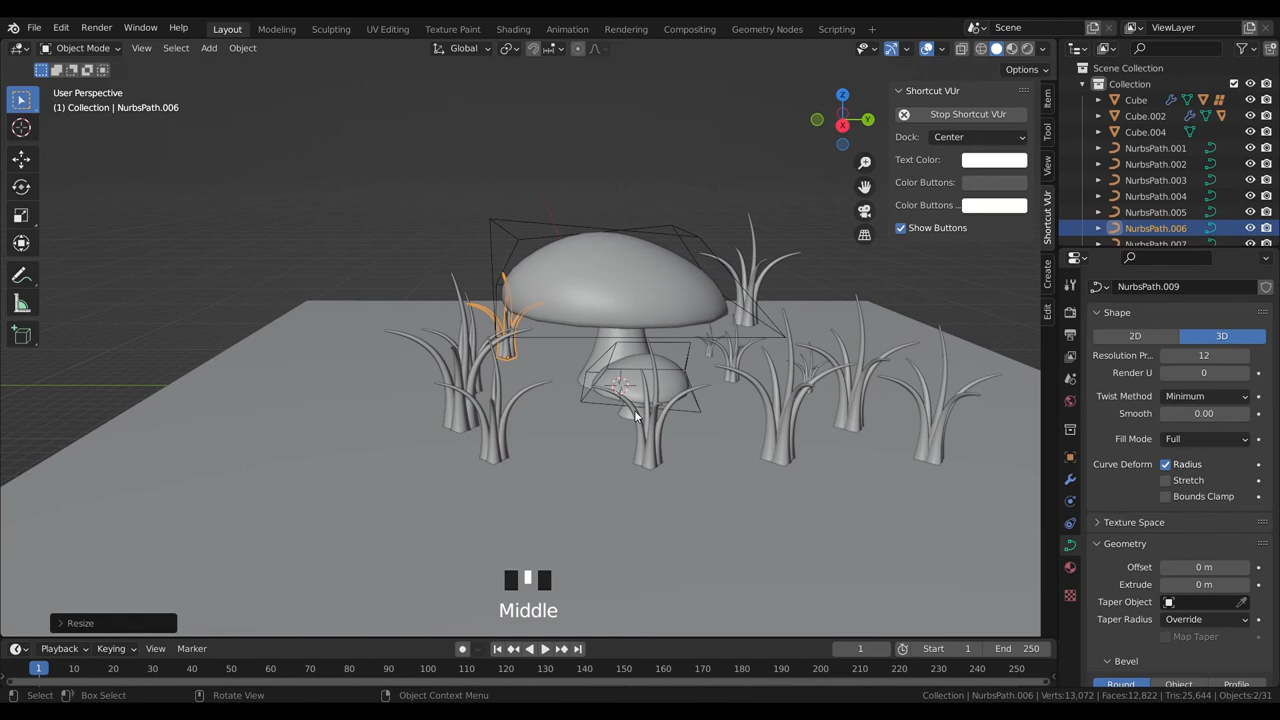 File Edit Render Window Help Layout Modeling Sculpting UV Editing Texture Paint Shading Animation Rendering Compositing Geometry Nodes Scripting + Scene ViewLayer
Object Mode View Select Add Object Global
Options
User Perspective
(1) Collection | NurbsPath.006
Z
Y
X
Shortcut VUr
Stop Shortcut VUr
Dock: Center
Text Color:
Color Buttons:
Color Buttons ...
Show Buttons
Item
Tool
View
Shortcut VUr
Create
Edit
Scene Collection
Collection
Cube
Cube.002
Cube.004
NurbsPath.001
NurbsPath.002
NurbsPath.003
NurbsPath.004
NurbsPath.005
NurbsPath.006
NurbsPath.007
NurbsPath.009
Shape
2D 3D
Resolution Pr... 12
Render U 0
Twist Method Minimum
Smooth 0.00
Fill Mode Full
Curve Deform Radius
Stretch
Bounds Clamp
Texture Space
Geometry
Offset 0 m
Extrude 0 m
Taper Object
Taper Radius Override
Map Taper
Bevel
Round Object Profile
Middle
Resize
Playback Keying View Marker 1 Start 1 End 250
1 10 20 30 40 50 60 70 80 90 100 110 120 130 140 150 160 170 180 190 200 210 220 230 240 250
Select Box Select Rotate View Object Context Menu Collection | NurbsPath.006 | Verts:13,072 | Faces:12,822 | Tris:25,644 | Objects:2/31